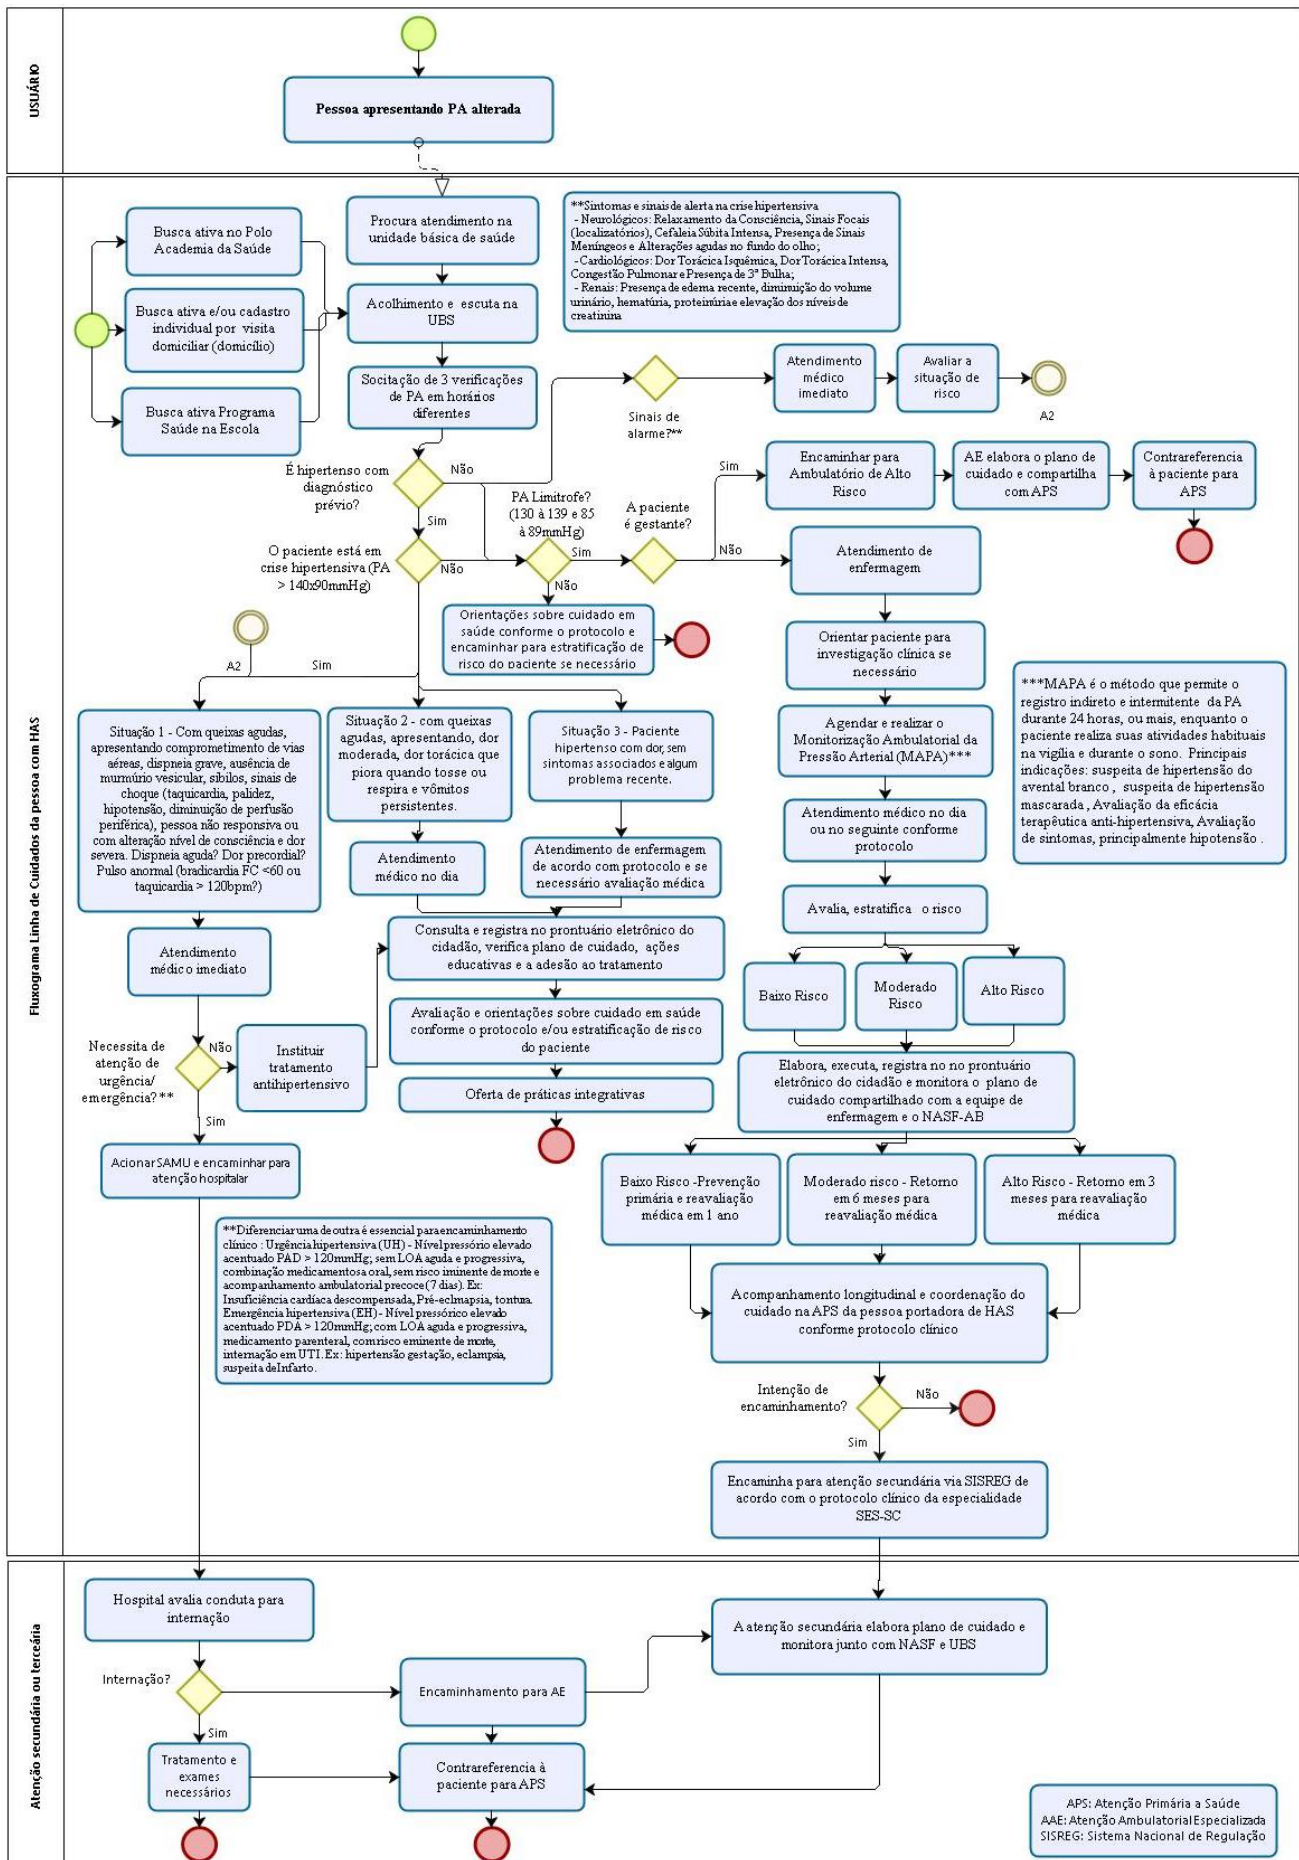 USUÁRIO
Pessoa apresentando PA alterada
Fluxograma Linha de Cuidados da pessoa com HAS
Busca ativa no Polo
Academia da Saúde
Busca ativa e/ou cadastro
individual por visita
domiciliar (domicílio)
Busca ativa Programa
Saúde na Escola
Procura atendimento na
unidade básica de saúde
Acolhimento e escuta na
UBS
Socitação de 3 verificações
de PA em horários
diferentes
**Sintomas e sinais de alerta na crise hipertensiva
- Neurológicos: Relaxamento da Consciência, Sinais Focais
(localizatórios), Cefaleia Súbita Intensa, Presença de Sinais
Meníngeos e Alterações agudas no fundo do olho;
- Cardiológicos: Dor Torácica Isquêmica, Dor Torácica Intensa,
Congestão Pulmonar e Presença de 3ª Bulha;
- Renais: Presença de edema recente, diminuição do volume
urinário, hematúria, proteinúria e elevação dos níveis de
creatinina
Sinais de
alarme?**
Atendimento
médico
imediato
Avaliar a
situação de
risco
A2
É hipertenso com
diagnóstico
prévio?
Não
Sim
PA Limitrofe?
(130 à 139 e 85
à 89mmHg)
Sim
Não
A paciente
é gestante?
Sim
Não
Encaminhar para
Ambulatório de Alto
Risco
AE elabora o plano de
cuidado e compartilha
com APS
Contrareferencia
à paciente para
APS
O paciente está em
crise hipertensiva (PA
> 140x90mmHg)
Não
Sim
A2
Orientações sobre cuidado em
saúde conforme o protocolo e
encaminhar para estratificação de
risco do paciente se necessário
Atendimento de
enfermagem
Orientar paciente para
investigação clínica se
necessário
Agendar e realizar o
Monitorização Ambulatorial da
Pressão Arterial (MAPA)***
Atendimento médico no dia
ou no seguinte conforme
protocolo
Avalia, estratifica o risco
Baixo Risco
Moderado
Risco
Alto Risco
***MAPA é o método que permite o
registro indireto e intermitente da PA
durante 24 horas, ou mais, enquanto o
paciente realiza suas atividades habituais
na vigília e durante o sono. Principais
indicações: suspeita de hipertensão do
avental branco , suspeita de hipertensão
mascarada , Avaliação da eficácia
terapêutica anti-hipertensiva, Avaliação
de sintomas, principalmente hipotensão .
Situação 1 - Com queixas agudas,
apresentando comprometimento de vias
aéreas, dispneia grave, ausência de
murmúrio vesicular, sibilos, sinais de
choque (taquicardia, palidez,
hipotensão, diminuição de perfusão
periférica), pessoa não responsiva ou
com alteração nível de consciência e dor
severa. Dispneia aguda? Dor precordial?
Pulso anormal (bradicardia FC <60 ou
taquicardia > 120bpm?)
Situação 2 - com queixas
agudas, apresentando, dor
moderada, dor torácica que
piora quando tosse ou
respira e vômitos
persistentes.
Situação 3 - Paciente
hipertenso com dor, sem
sintomas associados e algum
problema recente.
Atendimento
médico no dia
Atendimento de enfermagem
de acordo com protocolo e se
necessário avaliação médica
Atendimento
médico imediato
Necessita de
atenção de
urgência/
emergência?**
Não
Sim
Instituir
tratamento
antihipertensivo
Consulta e registra no prontuário eletrônico do
cidadão, verifica plano de cuidado, ações
educativas e a adesão ao tratamento
Avaliação e orientações sobre cuidado em saúde
conforme o protocolo e/ou estratificação de risco
do paciente
Oferta de práticas integrativas
Acionar SAMU e encaminhar para
atenção hospitalar
**Diferenciar uma de outra é essencial para encaminhamento
clínico : Urgência hipertensiva (UH) - Nível pressório elevado
acentuado PAD > 120mmHg; sem LOA aguda e progressiva,
combinação medicamentosa oral, sem risco iminente de morte e
acompanhamento ambulatorial precoce (7 dias). Ex:
Insuficiência cardíaca descompensada, Pré-eclmapsia, tontura.
Emergência hipertensiva (EH) - Nível pressórico elevado
acentuado PDA > 120mmHg; com LOA aguda e progressiva,
medicamento parenteral, com risco eminente de morte,
internação em UTI. Ex: hipertensão gestação, eclampsia,
suspeita de Infarto.
Elabora, executa, registra no no prontuário
eletrônico do cidadão e monitora o plano de
cuidado compartilhado com a equipe de
enfermagem e o NASF-AB
Baixo Risco -Prevenção
primária e reavaliação
médica em 1 ano
Moderado risco - Retorno
em 6 meses para
reavaliação médica
Alto Risco - Retorno em 3
meses para reavaliação
médica
Acompanhamento longitudinal e coordenação do
cuidado na APS da pessoa portadora de HAS
conforme protocolo clínico
Intenção de
encaminhamento?
Não
Sim
Encaminha para atenção secundária via SISREG de
acordo com o protocolo clínico da especialidade
SES-SC
Atenção secundária ou terceária
Hospital avalia conduta para
internação
Internação?
Sim
Tratamento e
exames
necessários
Encaminhamento para AE
Contrareferencia à
paciente para APS
A atenção secundária elabora plano de cuidado e
monitora junto com NASF e UBS
APS: Atenção Primária a Saúde
AAE: Atenção Ambulatorial Especializada
SISREG: Sistema Nacional de Regulação